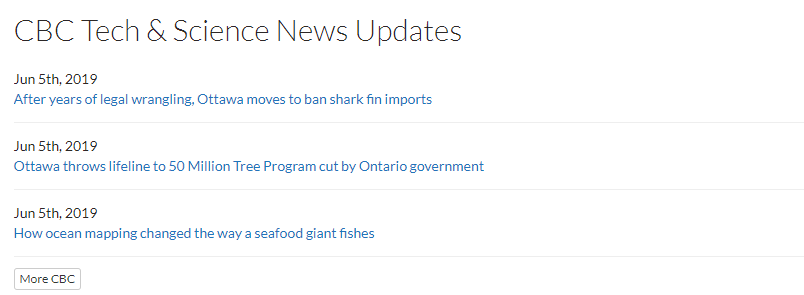 CBC Tech & Science News Updates
Jun 5th, 2019
After years of legal wrangling, Ottawa moves to ban shark fin imports
Jun 5th, 2019
Ottawa throws lifeline to 50 Million Tree Program cut by Ontario government
Jun 5th, 2019
How ocean mapping changed the way a seafood giant fishes
More CBC